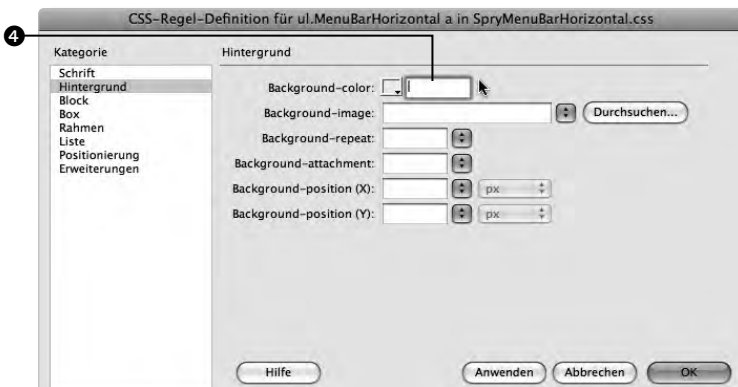 CSS-Regel-Definition für ul.MenuBarHorizontal a in SpryMenuBarHorizontal.css
4
Kategorie
Hintergrund
Schrift
Hintergrund
Block
Box
Rahmen
Liste
Positionierung
Erweiterungen
Background-color:
Background-image:
Durchsuchen...
Background-repeat:
Background-attachment:
Background-position (X):
px
Background-position (Y):
px
Hilfe
Anwenden
Abbrechen
OK